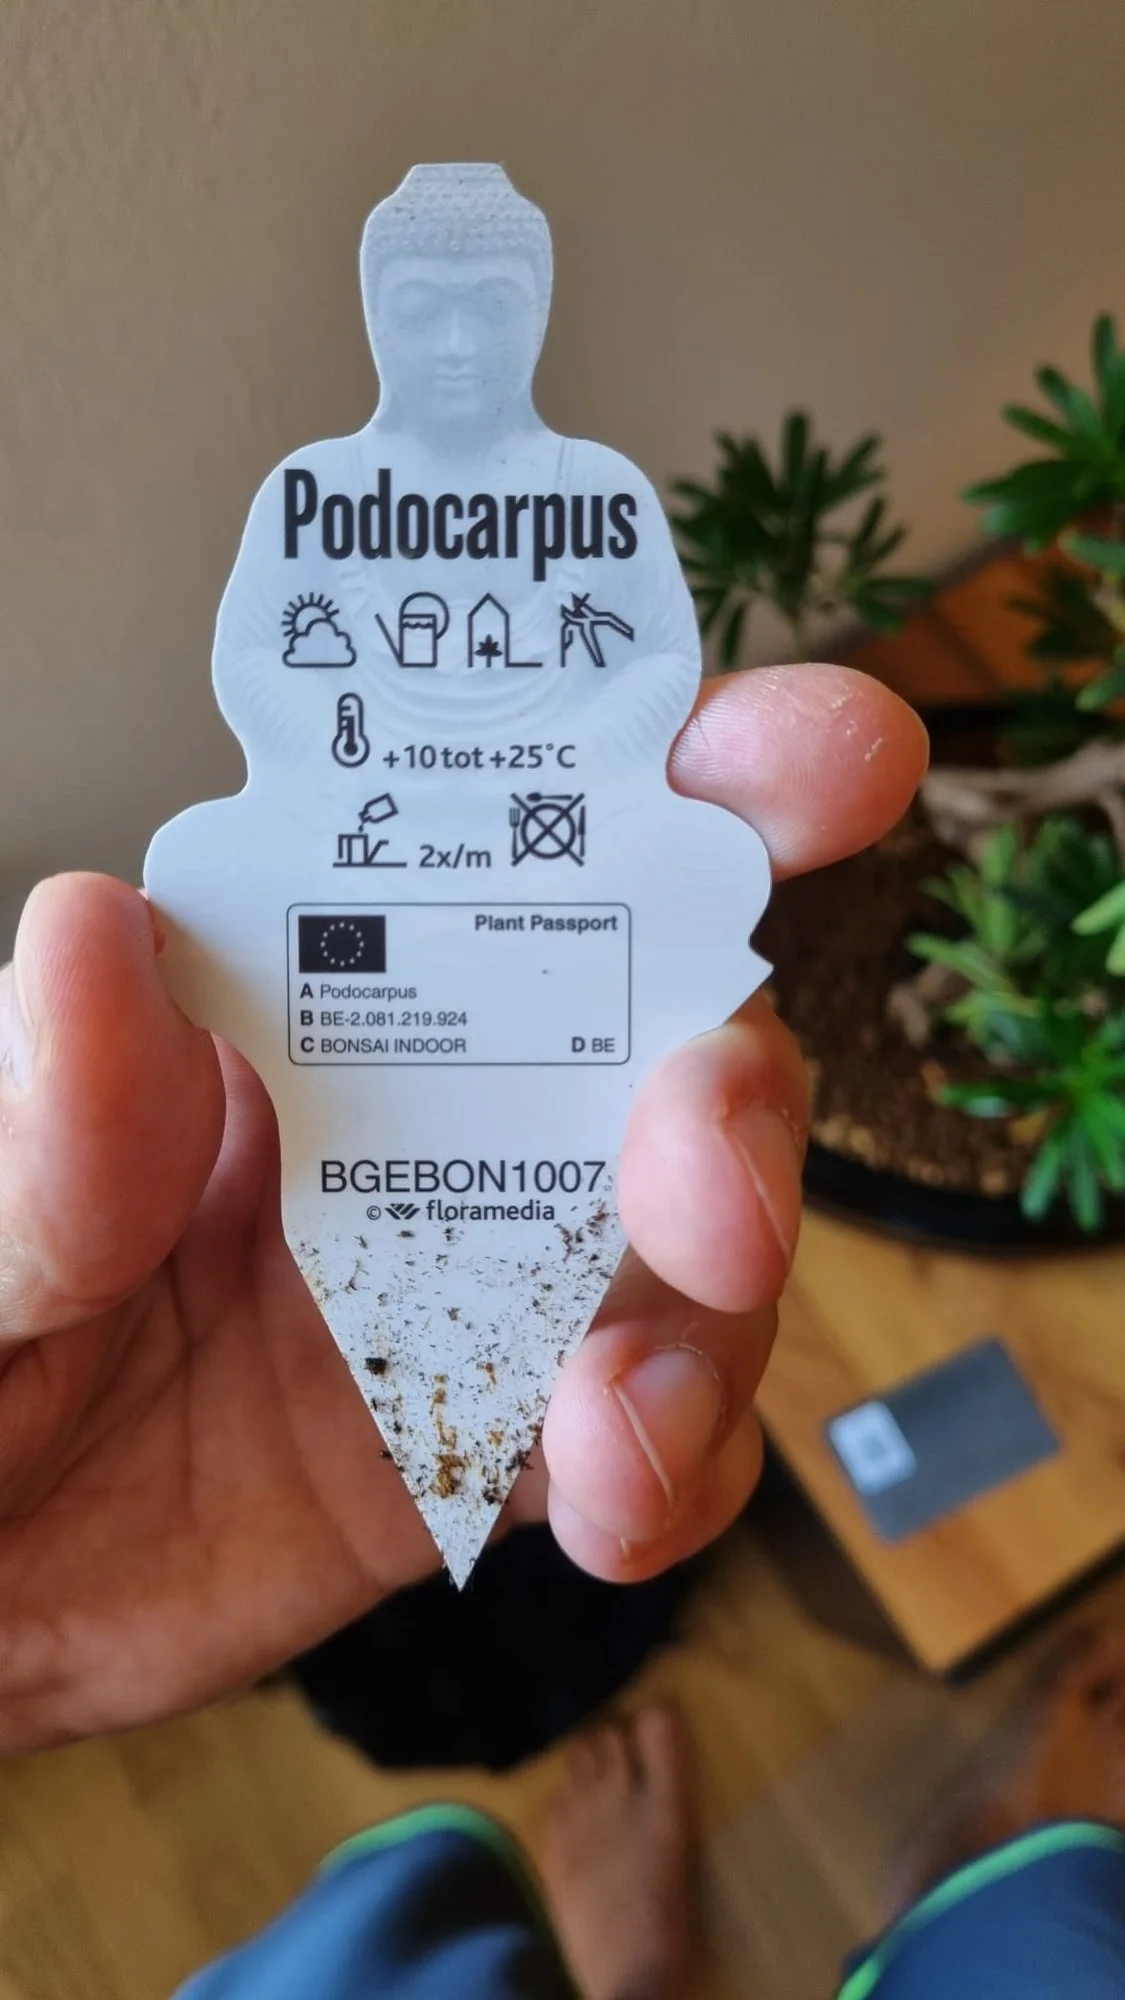 Podocarpus
+10 tot +25°C
2x/m
Plant Passport
A Podocarpus
B BE-2.081.219.924
C BONSAI INDOOR D BE
BGEBON1007
© floramedia